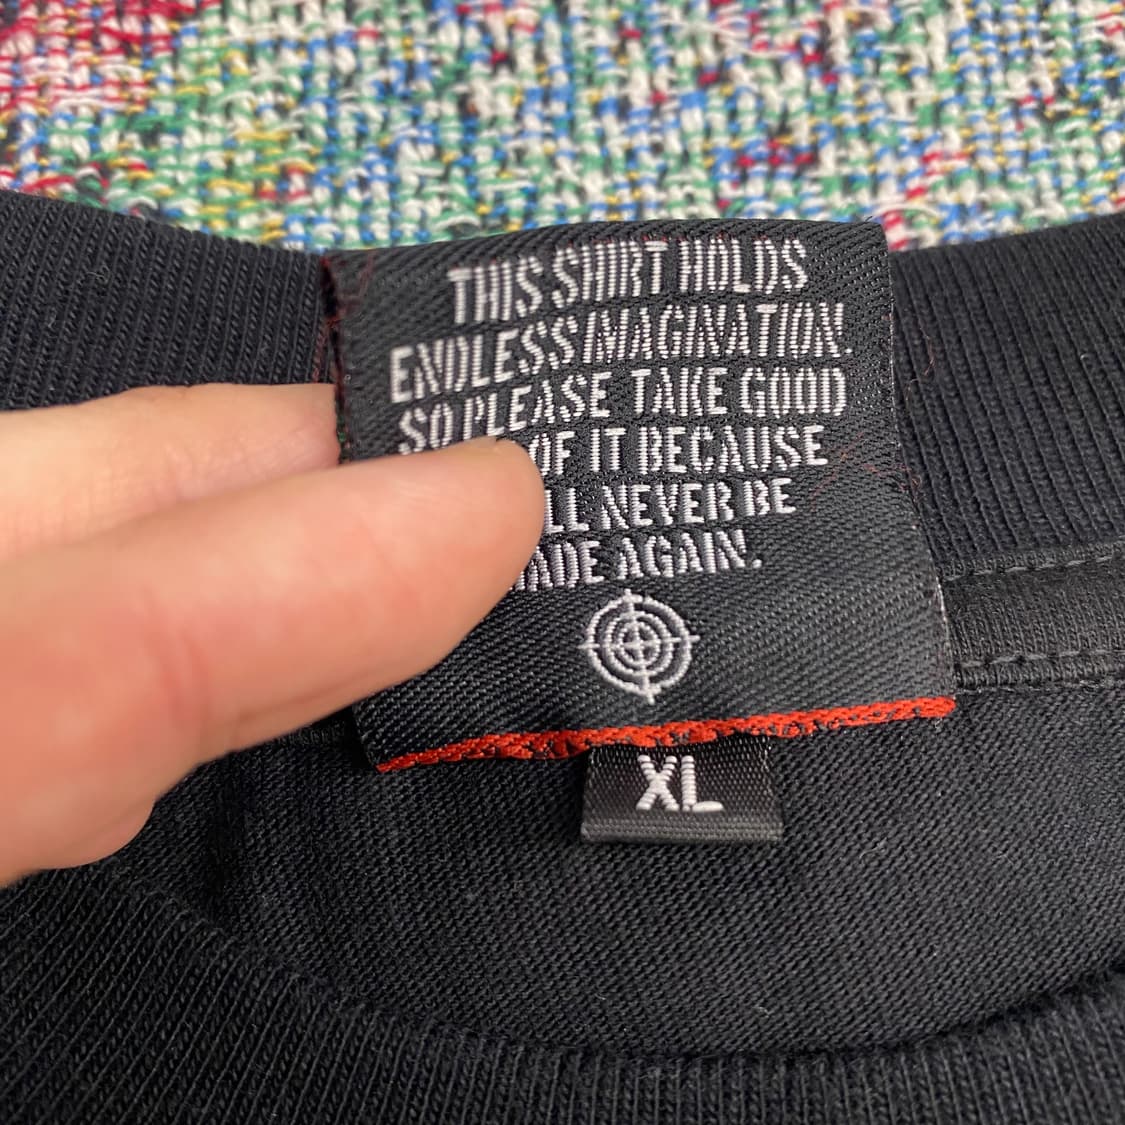 THIS SHIRT HOLDS
ENDLESS IMAGINATION.
SO PLEASE TAKE GOOD
OF IT BECAUSE
NEVER BE
AGAIN.
XL